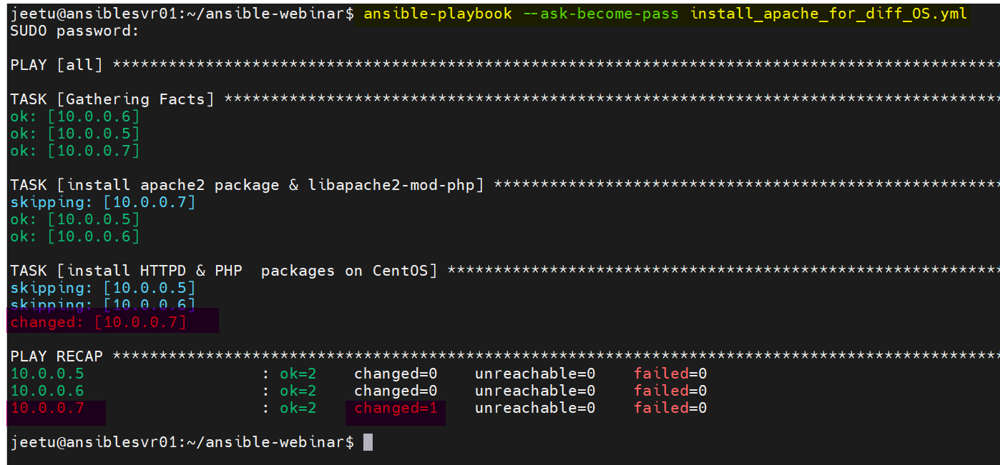 jeetu@ansiblesvr01:~/ansible-webinar$ ansible-playbook --ask-become-pass install_apache_for_diff_OS.yml
SUDO password:
PLAY [all] ************************************************************************************************
TASK [Gathering Facts] ************************************************************************************
ok: [10.0.0.6]
ok: [10.0.0.5]
ok: [10.0.0.7]
TASK [install apache2 package & libapache2-mod-php] *******************************************************
skipping: [10.0.0.7]
ok: [10.0.0.5]
ok: [10.0.0.6]
TASK [install HTTPD & PHP  packages on CentOS] ************************************************************
skipping: [10.0.0.5]
skipping: [10.0.0.6]
changed: [10.0.0.7]
PLAY RECAP ************************************************************************************************
10.0.0.5                   : ok=2    changed=0    unreachable=0    failed=0
10.0.0.6                   : ok=2    changed=0    unreachable=0    failed=0
10.0.0.7                   : ok=2    changed=1    unreachable=0    failed=0
jeetu@ansiblesvr01:~/ansible-webinar$